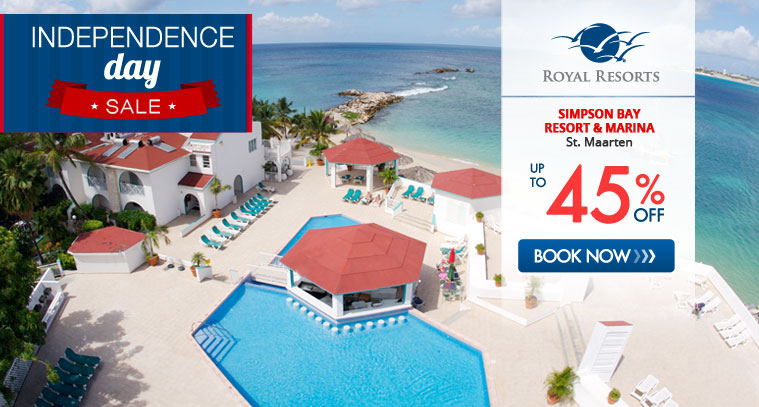 INDEPENDENCE
day
SALE
ROYAL RESORTS
SIMPSON BAY
RESORT & MARINA
St. Maarten
UP TO 45% OFF
BOOK NOW >>>